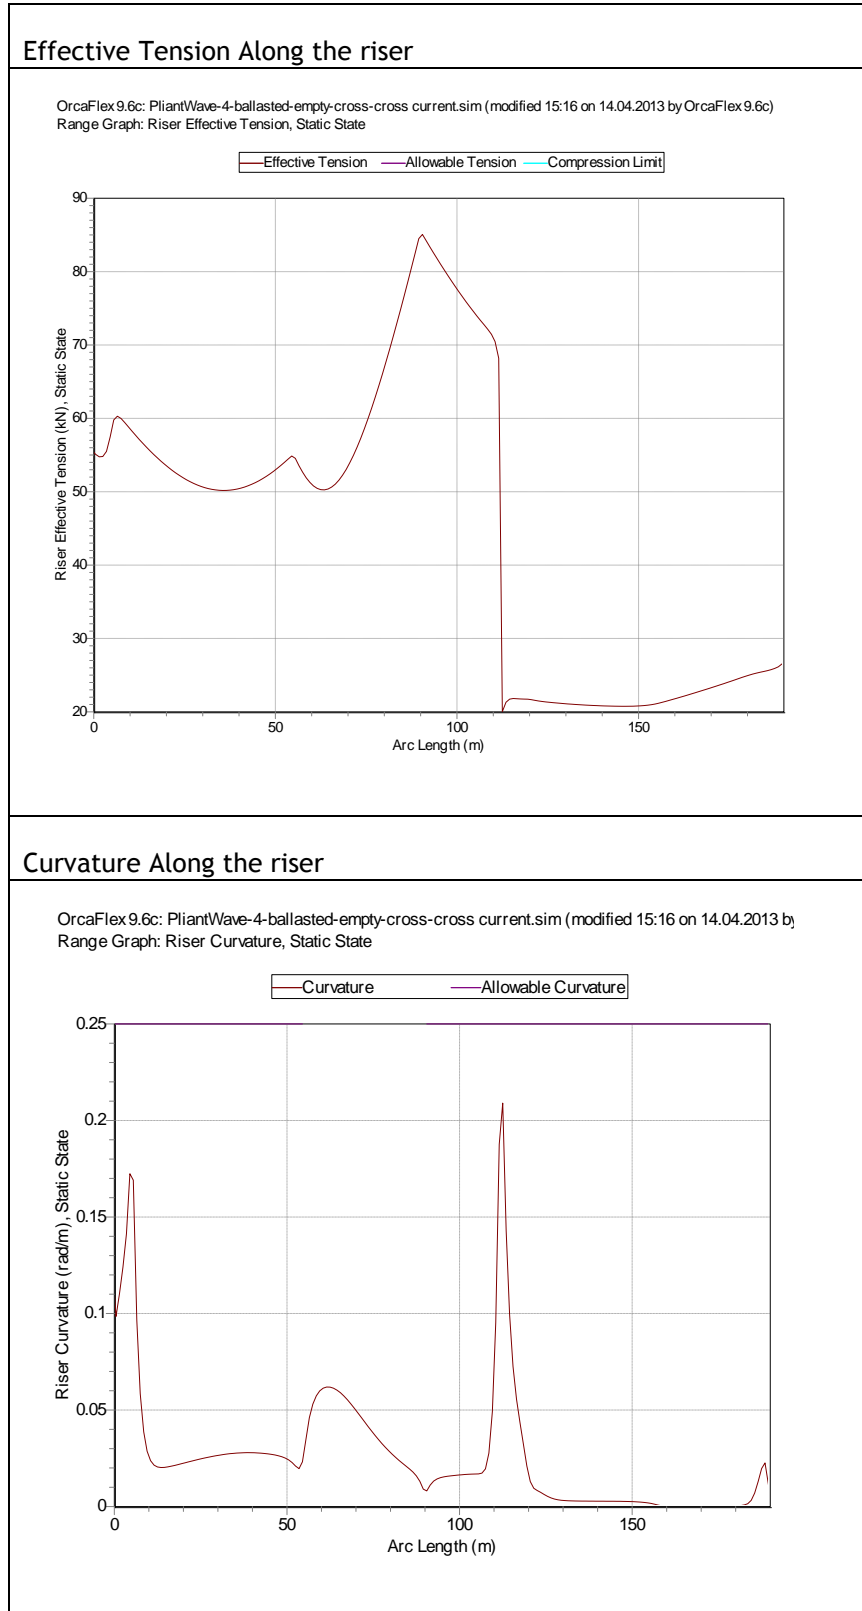 Effective Tension Along the riser
OrcaFlex 9.6c: PliantWave-4-ballasted-empty-cross-cross current.sim (modified 15:16 on 14.04.2013 by OrcaFlex 9.6c)
Range Graph: Riser Effective Tension, Static State
Effective Tension Allowable Tension Compression Limit
Riser Effective Tension (kN), Static State
90
80
70
60
50
40
30
20
0 50 100 150
Arc Length (m)
Curvature Along the riser
OrcaFlex 9.6c: PliantWave-4-ballasted-empty-cross-cross current.sim (modified 15:16 on 14.04.2013 by
Range Graph: Riser Curvature, Static State
Curvature Allowable Curvature
Riser Curvature (rad/m), Static State
0.25
0.2
0.15
0.1
0.05
0
0 50 100 150
Arc Length (m)